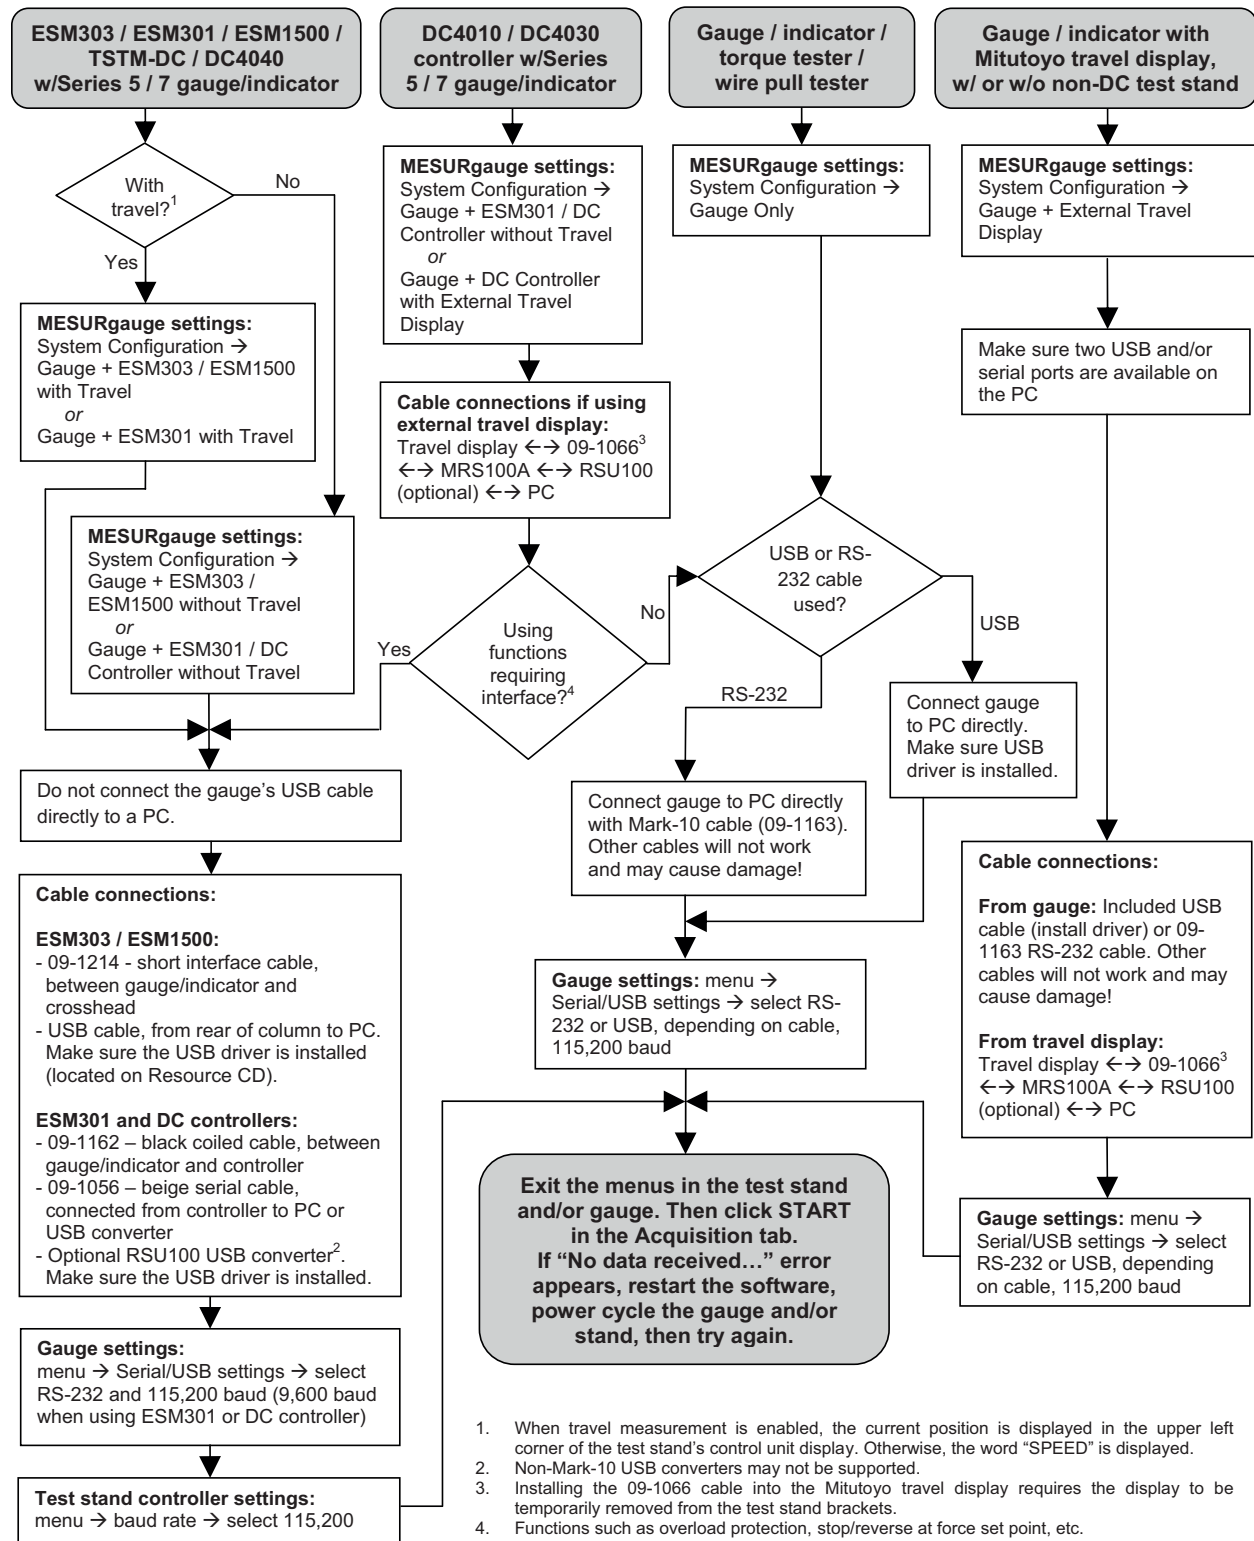 ESM303 / ESM301 / ESM1500 /
TSTM-DC / DC4040
w/Series 5 / 7 gauge/indicator
With
travel?1
No
Yes
MESURgauge settings:
System Configuration →
Gauge + ESM303 / ESM1500
with Travel
or
Gauge + ESM301 with Travel
MESURgauge settings:
System Configuration →
Gauge + ESM303 /
ESM1500 without Travel
or
Gauge + ESM301 / DC
Controller without Travel
Do not connect the gauge's USB cable
directly to a PC.
Cable connections:
ESM303 / ESM1500:
- 09-1214 - short interface cable,
between gauge/indicator and
crosshead
- USB cable, from rear of column to PC.
Make sure the USB driver is installed
(located on Resource CD).
ESM301 and DC controllers:
- 09-1162 – black coiled cable, between
gauge/indicator and controller
- 09-1056 – beige serial cable,
connected from controller to PC or
USB converter
- Optional RSU100 USB converter2.
Make sure the USB driver is installed.
Gauge settings:
menu → Serial/USB settings → select
RS-232 and 115,200 baud (9,600 baud
when using ESM301 or DC controller)
Test stand controller settings:
menu → baud rate → select 115,200
DC4010 / DC4030
controller w/Series
5 / 7 gauge/indicator
MESURgauge settings:
System Configuration →
Gauge + ESM301 / DC
Controller without Travel
or
Gauge + DC Controller
with External Travel
Display
Cable connections if using
external travel display:
Travel display ←→ 09-10663
←→ MRS100A ←→ RSU100
(optional) ←→ PC
Using
functions
requiring
interface?4
Yes
No
Gauge / indicator /
torque tester /
wire pull tester
MESURgauge settings:
System Configuration →
Gauge Only
USB or RS-
232 cable
used?
USB
RS-232
Connect gauge
to PC directly.
Make sure USB
driver is installed.
Connect gauge to PC directly
with Mark-10 cable (09-1163).
Other cables will not work
and may cause damage!
Gauge settings: menu →
Serial/USB settings → select RS-
232 or USB, depending on cable,
115,200 baud
Exit the menus in the test stand
and/or gauge. Then click START
in the Acquisition tab.
If “No data received…” error
appears, restart the software,
power cycle the gauge and/or
stand, then try again.
Gauge / indicator with
Mitutoyo travel display,
w/ or w/o non-DC test stand
MESURgauge settings:
System Configuration →
Gauge + External Travel
Display
Make sure two USB and/or
serial ports are available on
the PC
Cable connections:
From gauge: Included USB
cable (install driver) or 09-
1163 RS-232 cable. Other
cables will not work and may
cause damage!
From travel display:
Travel display ←→ 09-10663
←→ MRS100A ←→ RSU100
(optional) ←→ PC
Gauge settings: menu →
Serial/USB settings → select
RS-232 or USB, depending
on cable, 115,200 baud
1. When travel measurement is enabled, the current position is displayed in the upper left
corner of the test stand's control unit display. Otherwise, the word “SPEED” is displayed.
2. Non-Mark-10 USB converters may not be supported.
3. Installing the 09-1066 cable into the Mitutoyo travel display requires the display to be
temporarily removed from the test stand brackets.
4. Functions such as overload protection, stop/reverse at force set point, etc.